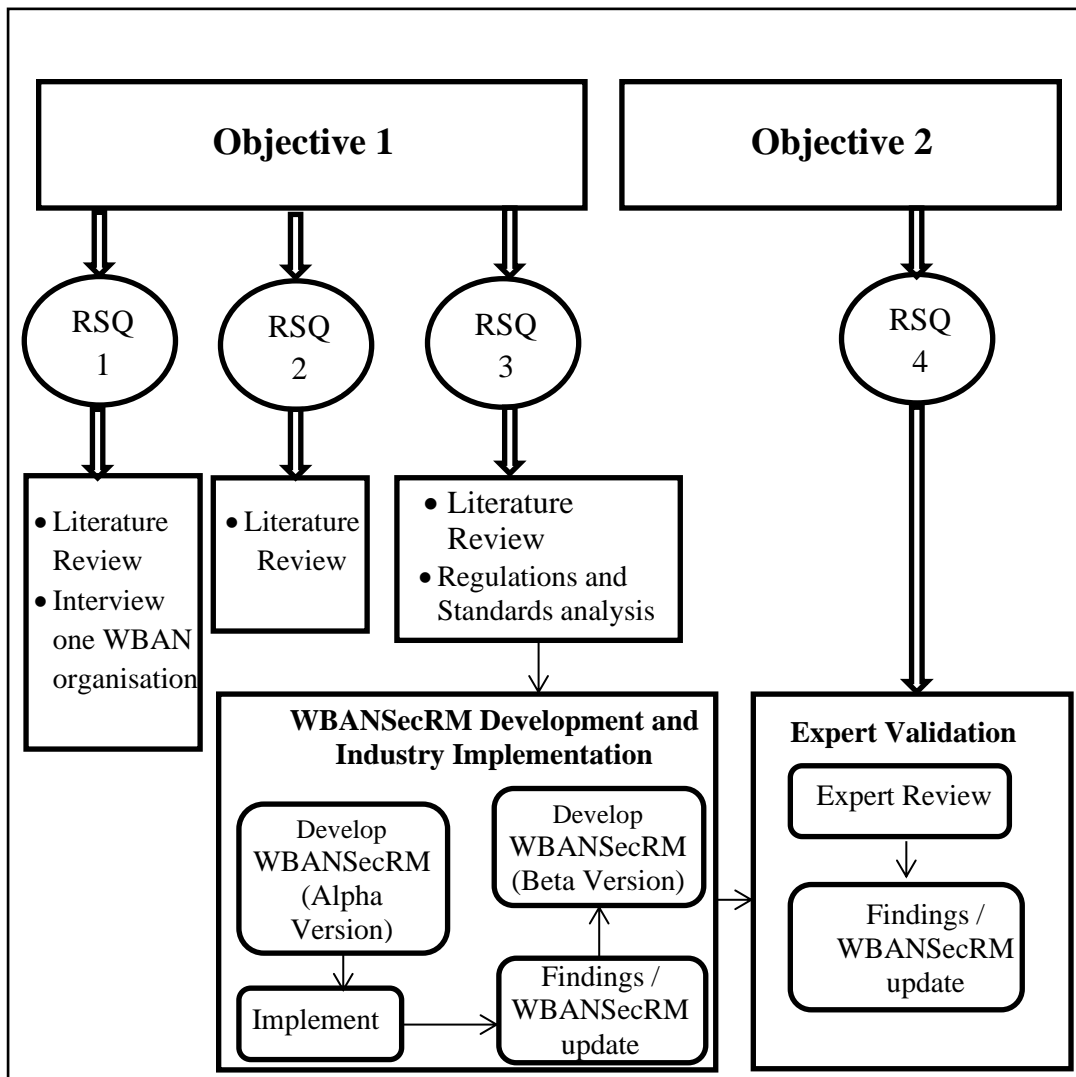 Objective 1
Objective 2
RSQ
1
RSQ
2
RSQ
3
RSQ
4
• Literature
Review
• Interview
one WBAN
organisation
• Literature
Review
• Literature
Review
• Regulations and
Standards analysis
WBANSecRM Development and
Industry Implementation
Develop
WBANSecRM
(Alpha
Version)
Implement
Findings /
WBANSecRM
update
Develop
WBANSecRM
(Beta Version)
Expert Validation
Expert Review
Findings /
WBANSecRM
update